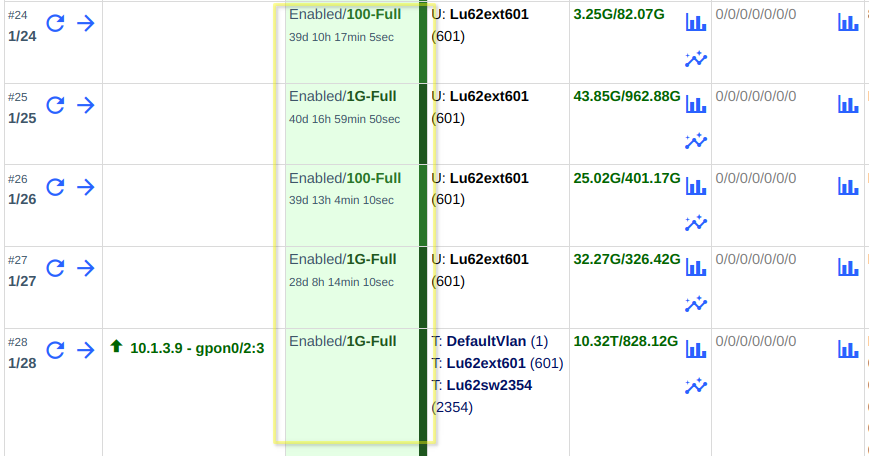 #24
1/24
Enabled/100-Full
39d 10h 17min 5sec
U: Lu62ext601
(601)
3.25G/82.07G
0/0/0/0/0/0/0
#25
1/25
Enabled/1G-Full
40d 16h 59min 50sec
U: Lu62ext601
(601)
43.85G/962.88G
0/0/0/0/0/0/0
#26
1/26
Enabled/100-Full
39d 13h 4min 10sec
U: Lu62ext601
(601)
25.02G/401.17G
0/0/0/0/0/0/0
#27
1/27
Enabled/1G-Full
28d 8h 14min 10sec
U: Lu62ext601
(601)
32.27G/326.42G
0/0/0/0/0/0/0
#28
1/28
10.1.3.9 - gpon0/2:3
Enabled/1G-Full
T: DefaultVlan (1)
T: Lu62ext601 (601)
T: Lu62sw2354
(2354)
10.32T/828.12G
0/0/0/0/0/0/0